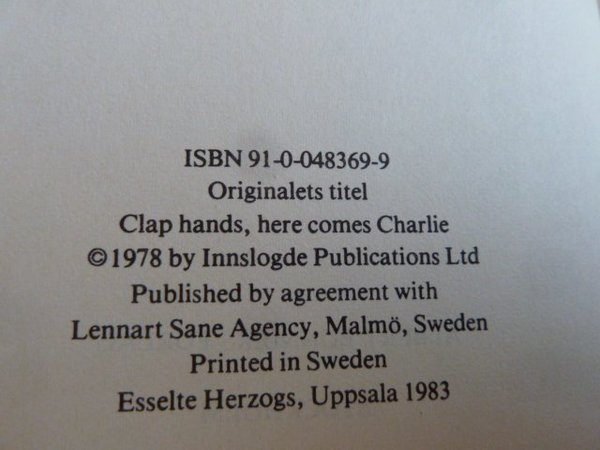 ISBN 91-0-048369-9
Originalets titel
Clap hands, here comes Charlie
©1978 by Innslogde Publications Ltd
Published by agreement with
Lennart Sane Agency, Malmö, Sweden
Printed in Sweden
Esselte Herzogs, Uppsala 1983